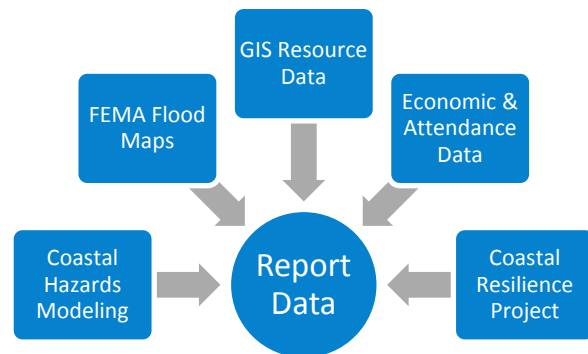 GIS Resource
Data
FEMA Flood
Maps
Economic &
Attendance
Data
Coastal
Hazards
Modeling
Report
Data
Coastal
Resilience
Project